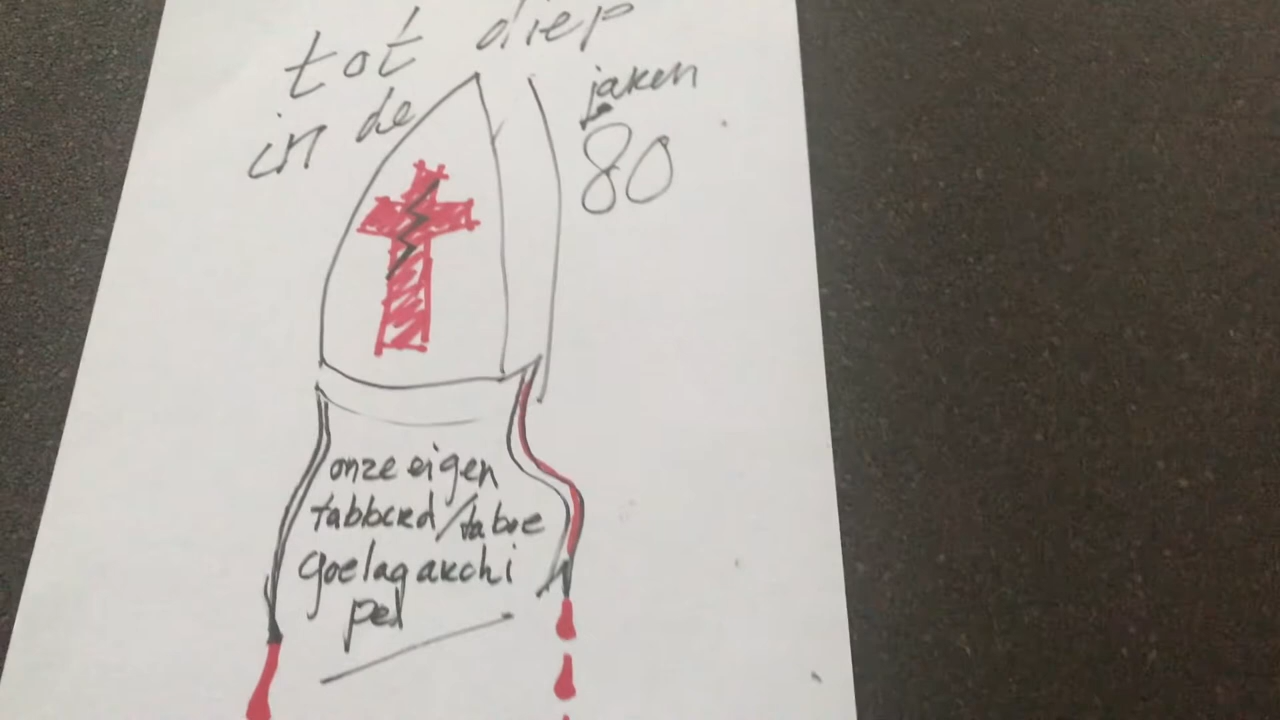 tot diep
in de jaren
80
onze eigen
tabberd/taboe
goelagarchi
pel